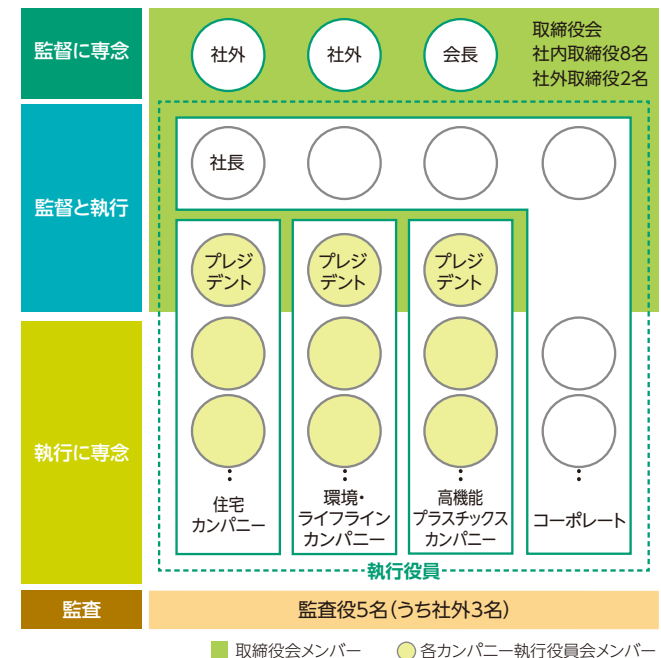 監督に専念
社外
社外
会長
取締役会
社内取締役8名
社外取締役2名
監督と執行
社長
プレジ
デント
プレジ
デント
プレジ
デント
執行に専念
住宅
カンパニー
環境・
ライフライン
カンパニー
高機能
プラスチックス
カンパニー
コーポレート
執行役員
監査
監査役5名(うち社外3名)
取締役会メンバー
各カンパニー執行役員会メンバー